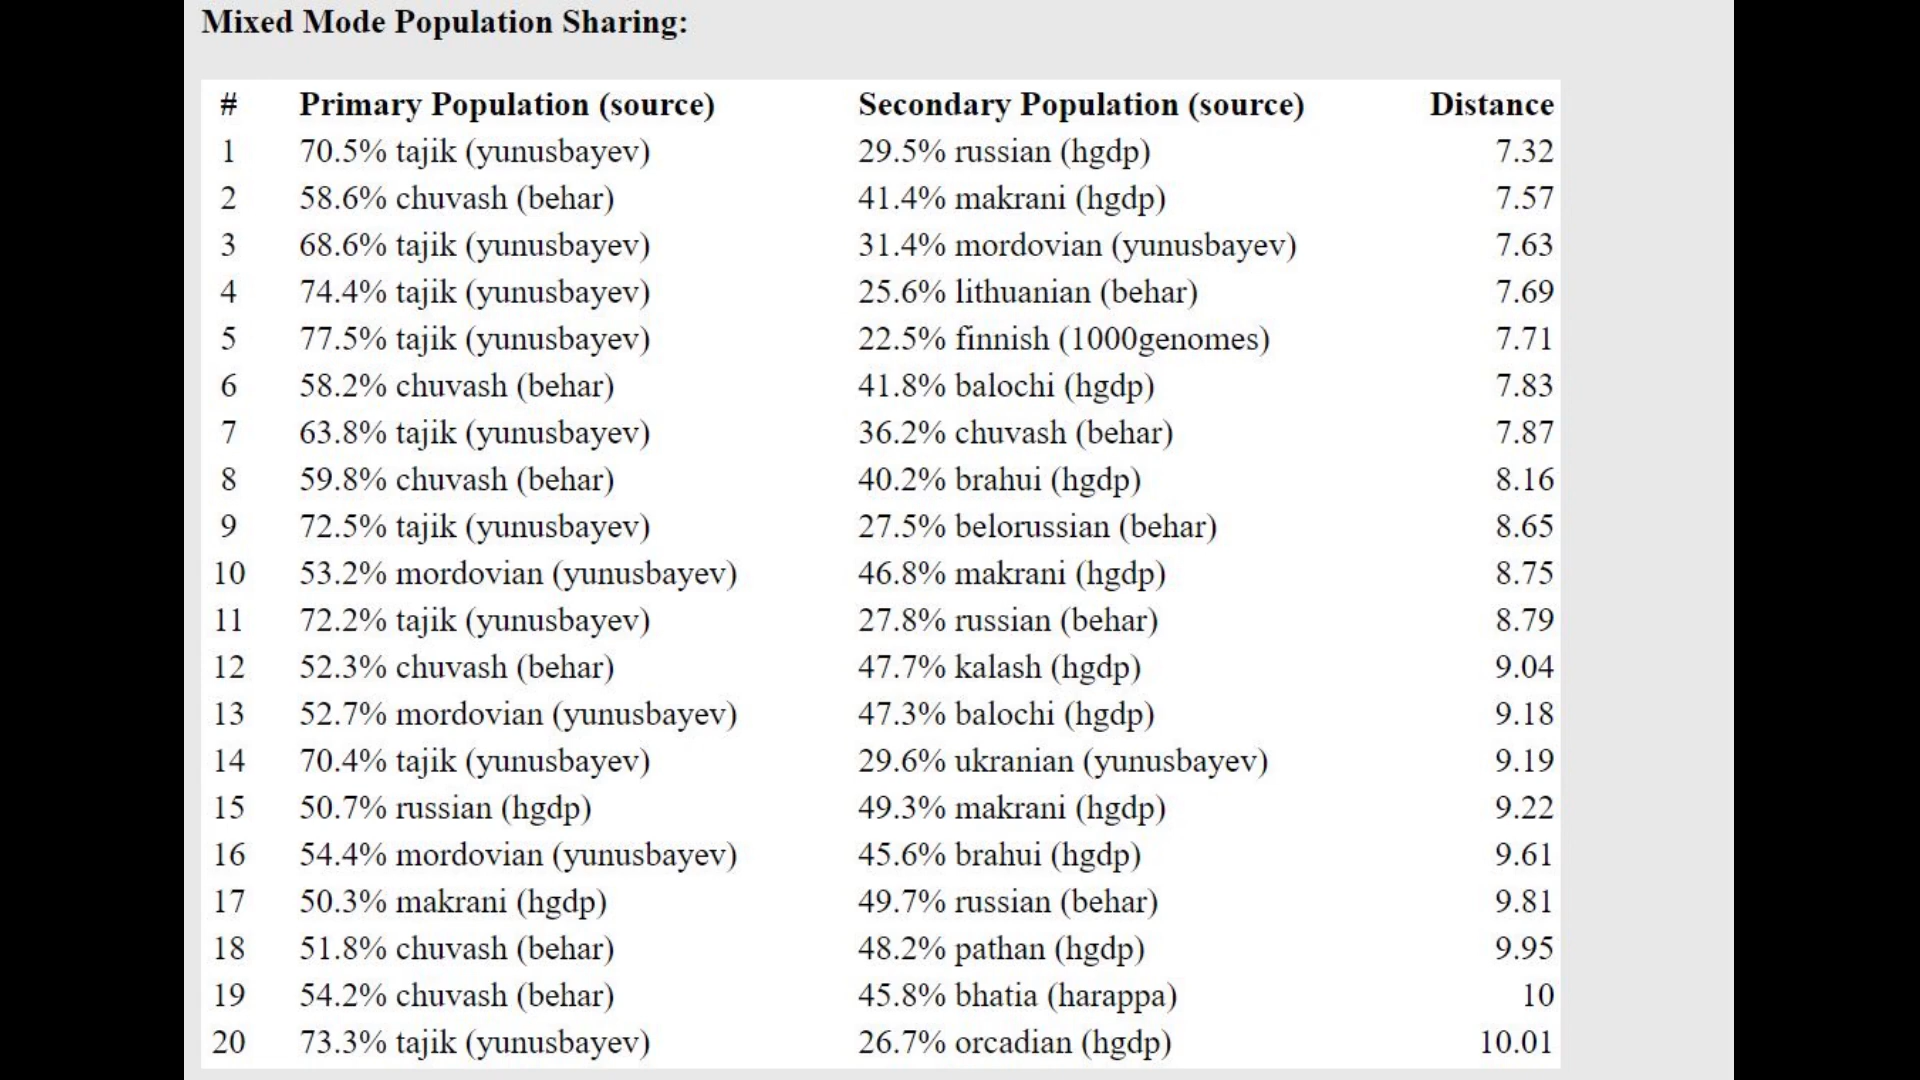 Mixed Mode Population Sharing:
# Primary Population (source) Secondary Population (source) Distance
1 70.5% tajik (yunusbayev) 29.5% russian (hgdp) 7.32
2 58.6% chuvash (behar) 41.4% makrani (hgdp) 7.57
3 68.6% tajik (yunusbayev) 31.4% mordovian (yunusbayev) 7.63
4 74.4% tajik (yunusbayev) 25.6% lithuanian (behar) 7.69
5 77.5% tajik (yunusbayev) 22.5% finnish (1000genomes) 7.71
6 58.2% chuvash (behar) 41.8% balochi (hgdp) 7.83
7 63.8% tajik (yunusbayev) 36.2% chuvash (behar) 7.87
8 59.8% chuvash (behar) 40.2% brahui (hgdp) 8.16
9 72.5% tajik (yunusbayev) 27.5% belorussian (behar) 8.65
10 53.2% mordovian (yunusbayev) 46.8% makrani (hgdp) 8.75
11 72.2% tajik (yunusbayev) 27.8% russian (behar) 8.79
12 52.3% chuvash (behar) 47.7% kalash (hgdp) 9.04
13 52.7% mordovian (yunusbayev) 47.3% balochi (hgdp) 9.18
14 70.4% tajik (yunusbayev) 29.6% ukranian (yunusbayev) 9.19
15 50.7% russian (hgdp) 49.3% makrani (hgdp) 9.22
16 54.4% mordovian (yunusbayev) 45.6% brahui (hgdp) 9.61
17 50.3% makrani (hgdp) 49.7% russian (behar) 9.81
18 51.8% chuvash (behar) 48.2% pathan (hgdp) 9.95
19 54.2% chuvash (behar) 45.8% bhatia (harappa) 10
20 73.3% tajik (yunusbayev) 26.7% orcadian (hgdp) 10.01